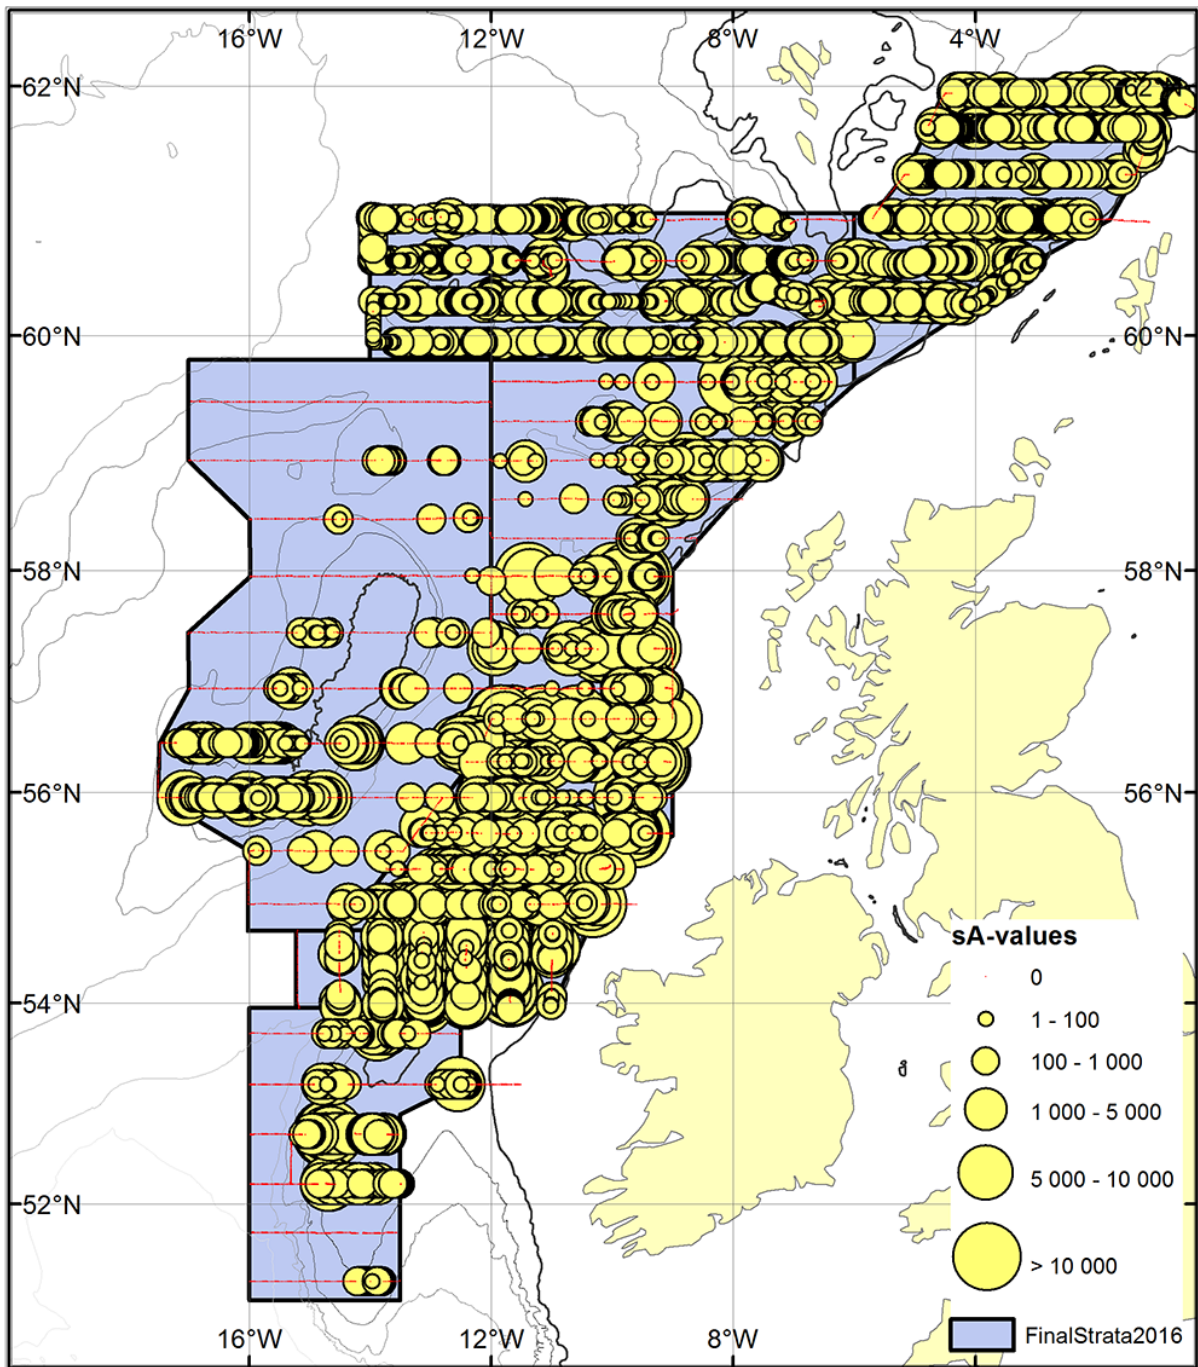 16°W 12°W 8°W 4°W
62°N 62°N
60°N 60°N
58°N 58°N
56°N 56°N
54°N
52°N
sA-values
0
1 - 100
100 - 1 000
1 000 - 5 000
5 000 - 10 000
> 10 000
FinalStrata2016
16°W 12°W 8°W